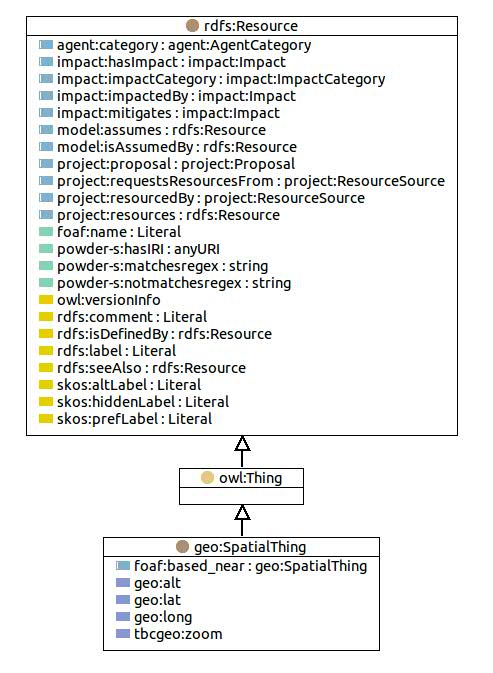 rdfs:Resource
agent:category : agent:AgentCategory
impact:hasImpact : impact:Impact
impact:impactCategory : impact:ImpactCategory
impact:impactedBy : impact:Impact
impact:mitigates : impact:Impact
model:assumes : rdfs:Resource
model:isAssumedBy : rdfs:Resource
project:proposal : project:Proposal
project:requestsResourcesFrom : project:ResourceSource
project:resourcedBy : project:ResourceSource
project:resources : rdfs:Resource
foaf:name : Literal
powder-s:hasIRI : anyURI
powder-s:matchesregex : string
powder-s:notmatchesregex : string
owl:versionInfo
rdfs:comment : Literal
rdfs:isDefinedBy : rdfs:Resource
rdfs:label : Literal
rdfs:seeAlso : rdfs:Resource
skos:altLabel : Literal
skos:hiddenLabel : Literal
skos:prefLabel : Literal
owl:Thing
geo:SpatialThing
foaf:based_near : geo:SpatialThing
geo:alt
geo:lat
geo:long
tbcgeo:zoom